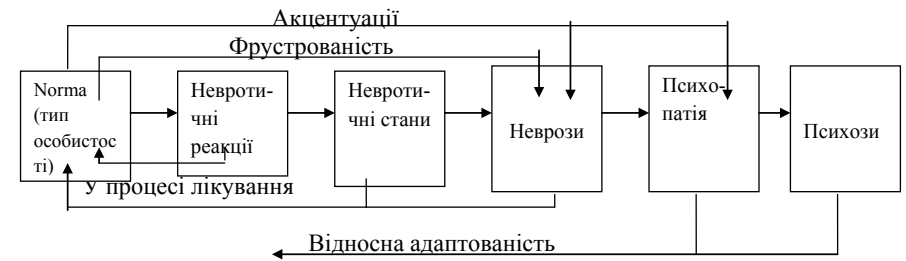 Акцентуації
Фрустрованість
Norma
(тип
особистос
ті)
Невроти-
чні
реакції
Невроти-
чні стани
Неврози
Психо-
патія
Психози
У процесі лікування
Відносна адаптованість